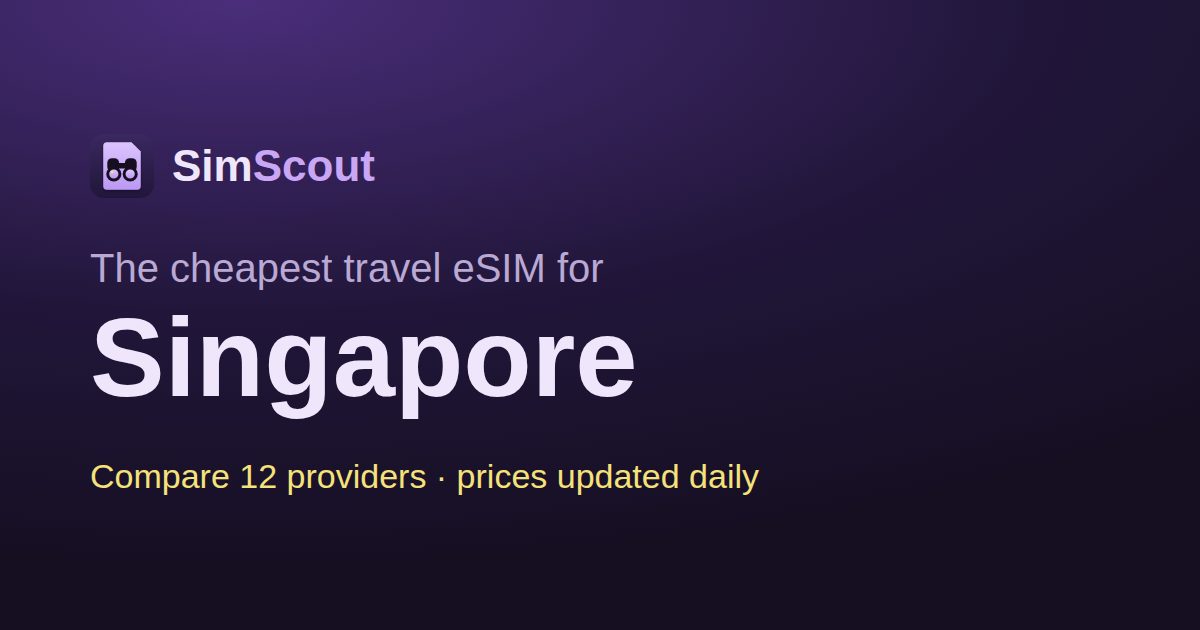 SimScout
The cheapest travel eSIM for
Singapore
Compare 12 providers · prices updated daily